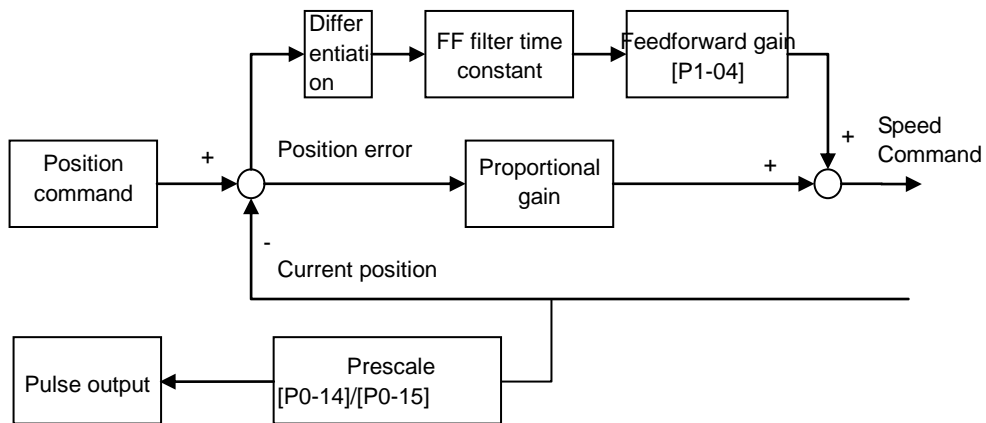 Differ
entiati
on
FF filter time
constant
Feedforward gain
[P1-04]
Position
command
+
Position error
Proportional
gain
+
+
Speed
Command
-
Current position
Pulse output
Prescale
[P0-14]/[P0-15]